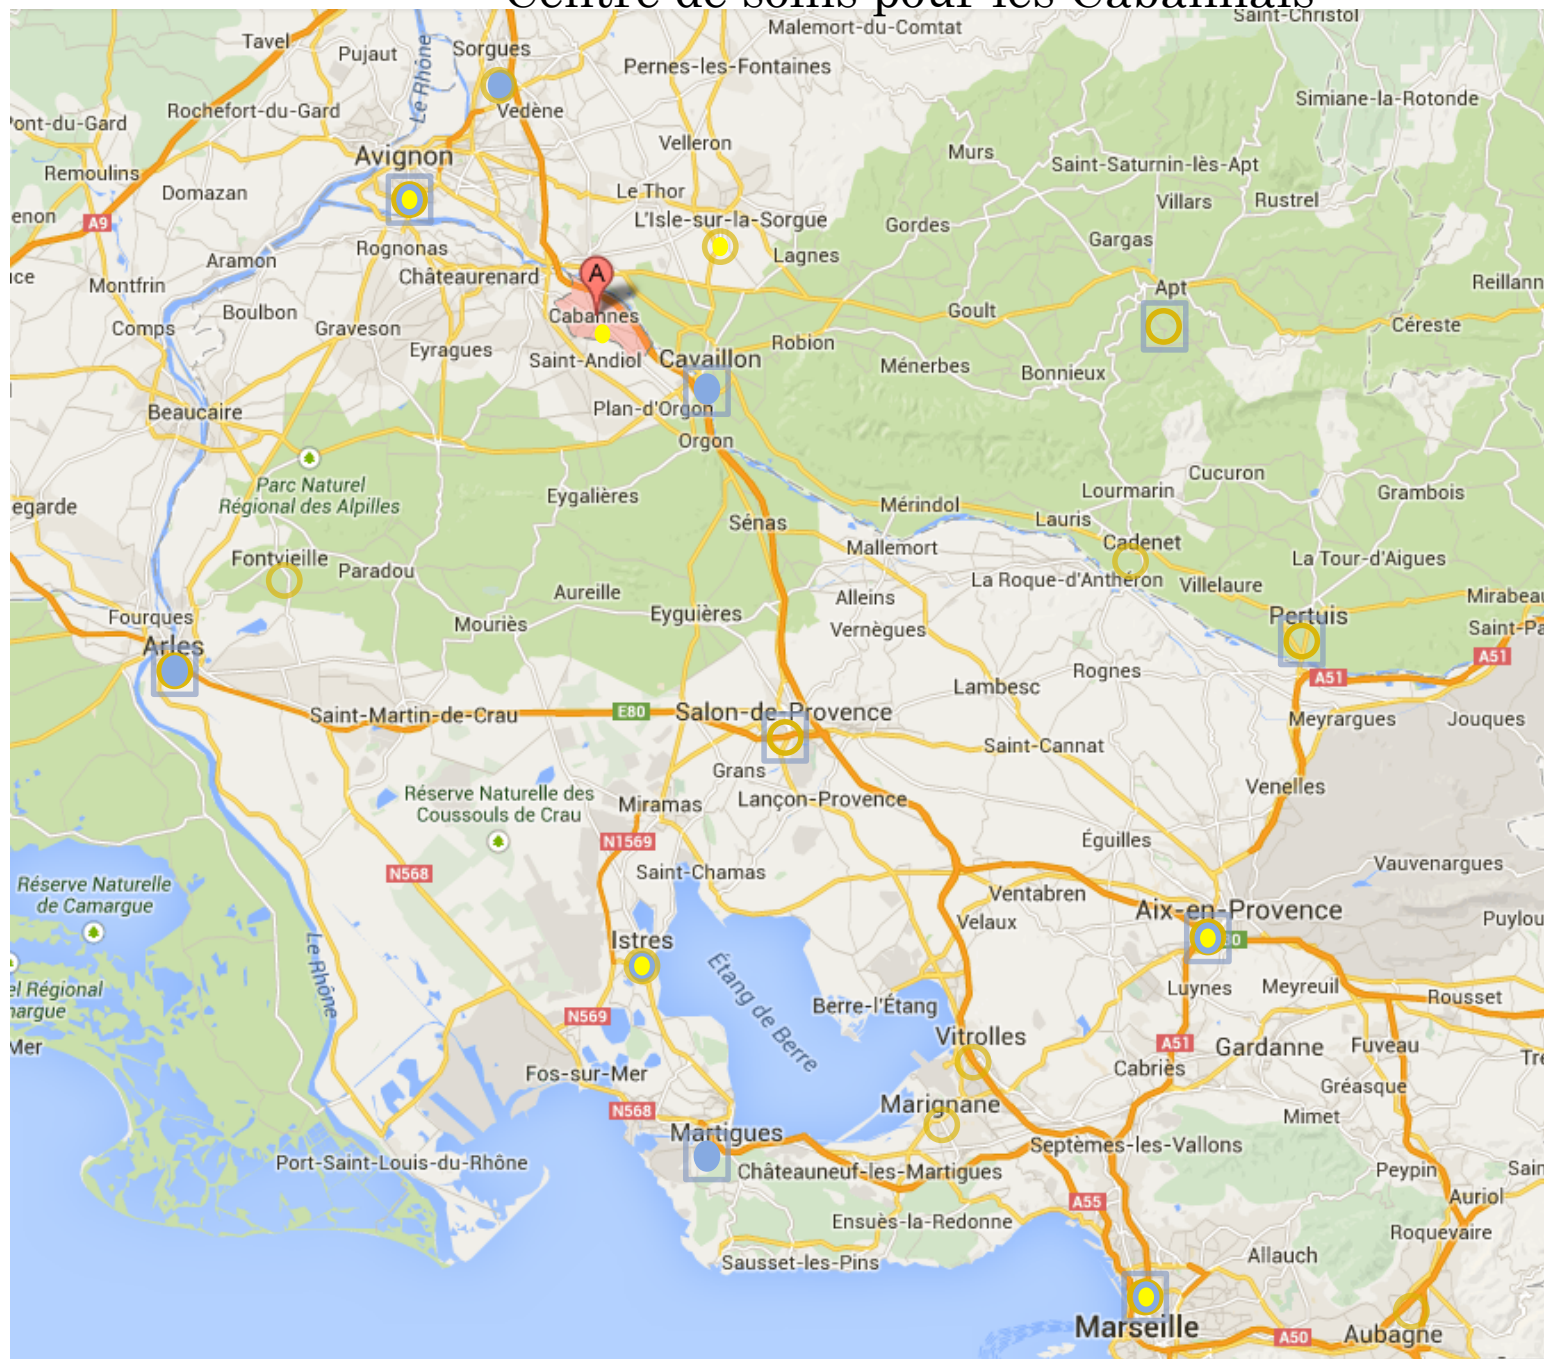 Centre de soins pour les Cabannais
Saint-Christol
Malemort-du-Comtat
Tavel
Pujaut
Sorgues
Le Rhône
Pernes-les-Fontaines
Simiane-la-Rotonde
Rochefort-du-Gard
Vedène
Pont-du-Gard
Velleron
Murs
Avignon
Saint-Saturnin-lès-Apt
Remoulins
Domazan
Le Thor
Villars
Rustrel
enon
A9
L'Isle-sur-la-Sorgue
Gordes
Gargas
Rognonas
Aramon
Lagnes
Châteaurenard
A
Montfrin
Apt
Reillann
Boulbon
Cabannes
Goult
Comps
Graveson
Céreste
Eyragues
Saint-Andiol
Cavaillon
Robion
Ménerbes
Bonnieux
Beaucaire
Plan-d'Orgon
Orgon
Parc Naturel
Régional des Alpilles
Eygalières
Cucuron
Lourmarin
Grambois
egarde
Mérindol
Lauris
Sénas
Cadenet
Mallemort
Fontvieille
Paradou
La Tour-d'Aigues
La Roque-d'Anthéron
Villelaure
Aureille
Alleins
Mirabeau
Fourques
Mouriès
Eyguières
Vernègues
Pertuis
Saint-Pa
Arles
A51
Rognes
A51
Lambesc
Saint-Martin-de-Crau
E80
Salon-de-Provence
Meyrargues
Jouques
Saint-Cannat
Grans
Venelles
Réserve Naturelle des
Coussouls de Crau
Miramas
Lançon-Provence
N1569
Éguilles
N568
Saint-Chamas
Vauvenargues
Réserve Naturelle
de Camargue
Ventabren
Aix-en-Provence
Velaux
Puylou
Le Rhône
Istres
Étang de Berre
el Régional
Luynes
Meyreuil
Rousset
Berre-l'Étang
N569
Vitrolles
Mer
A51
Gardanne
Fuveau
Fos-sur-Mer
Cabriès
Gréasque
N568
Marignane
Mimet
Martigues
Septèmes-les-Vallons
Port-Saint-Louis-du-Rhône
Châteauneuf-les-Martigues
Peypin
A55
Auriol
Ensuès-la-Redonne
Roquevaire
Sausset-les-Pins
Allauch
Marseille
A50
Aubagne